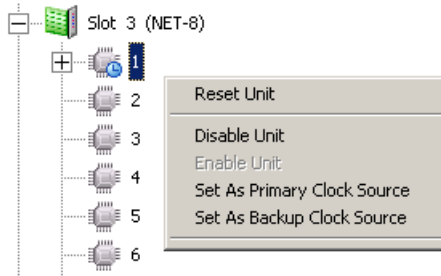 Slot 3 (NET-8)
1
2
3
4
5
6
Reset Unit
Disable Unit
Enable Unit
Set As Primary Clock Source
Set As Backup Clock Source